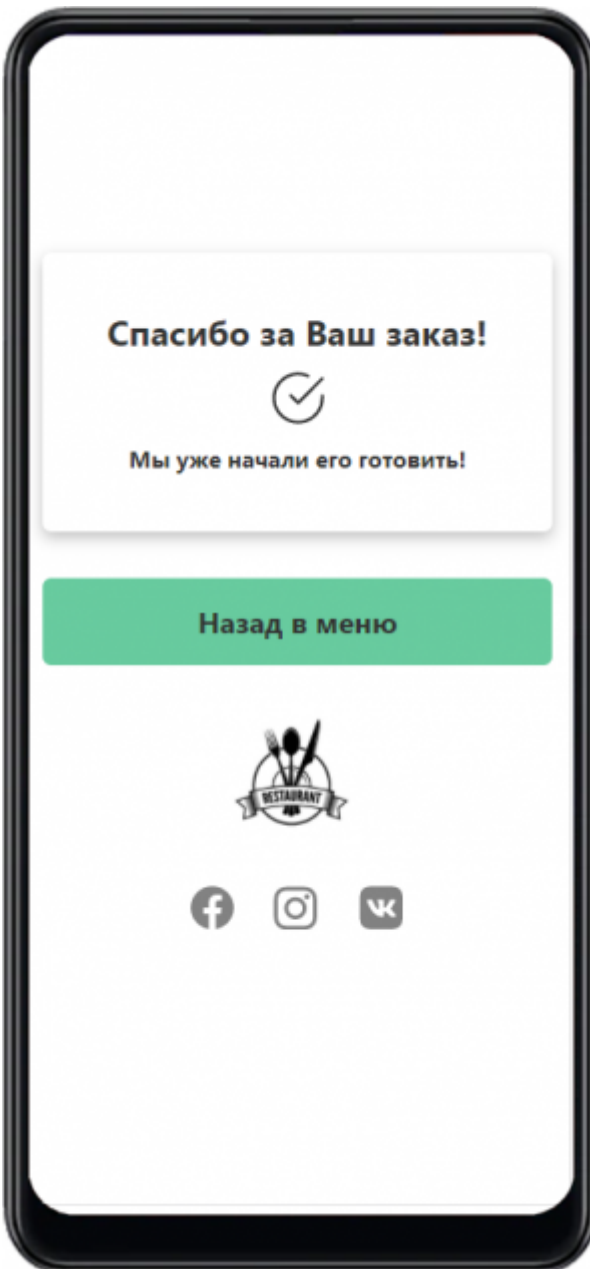 Спасибо за Ваш заказ!
Мы уже начали его готовить!
Назад в меню
RESTAURANT